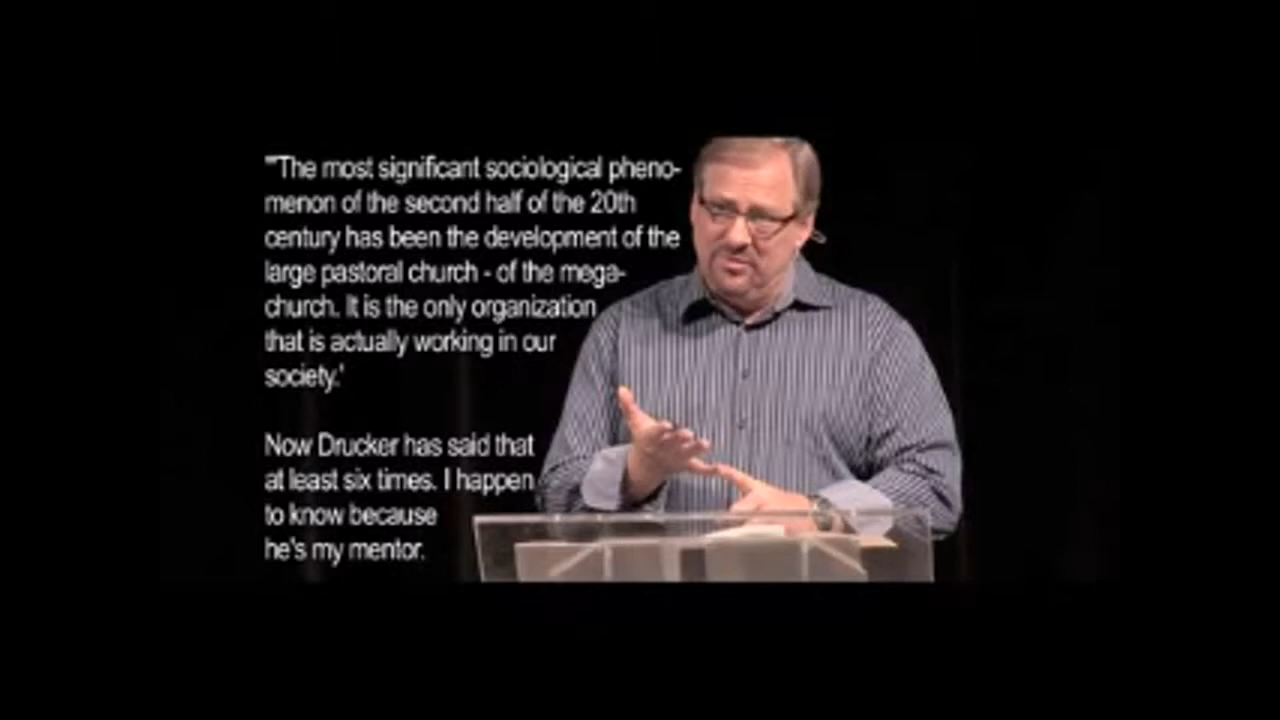 "'The most significant sociological pheno-
menon of the second half of the 20th
century has been the development of the
large pastoral church - of the mega-
church. It is the only organization
that is actually working in our
society.'
Now Drucker has said that
at least six times. I happen
to know because
he's my mentor.